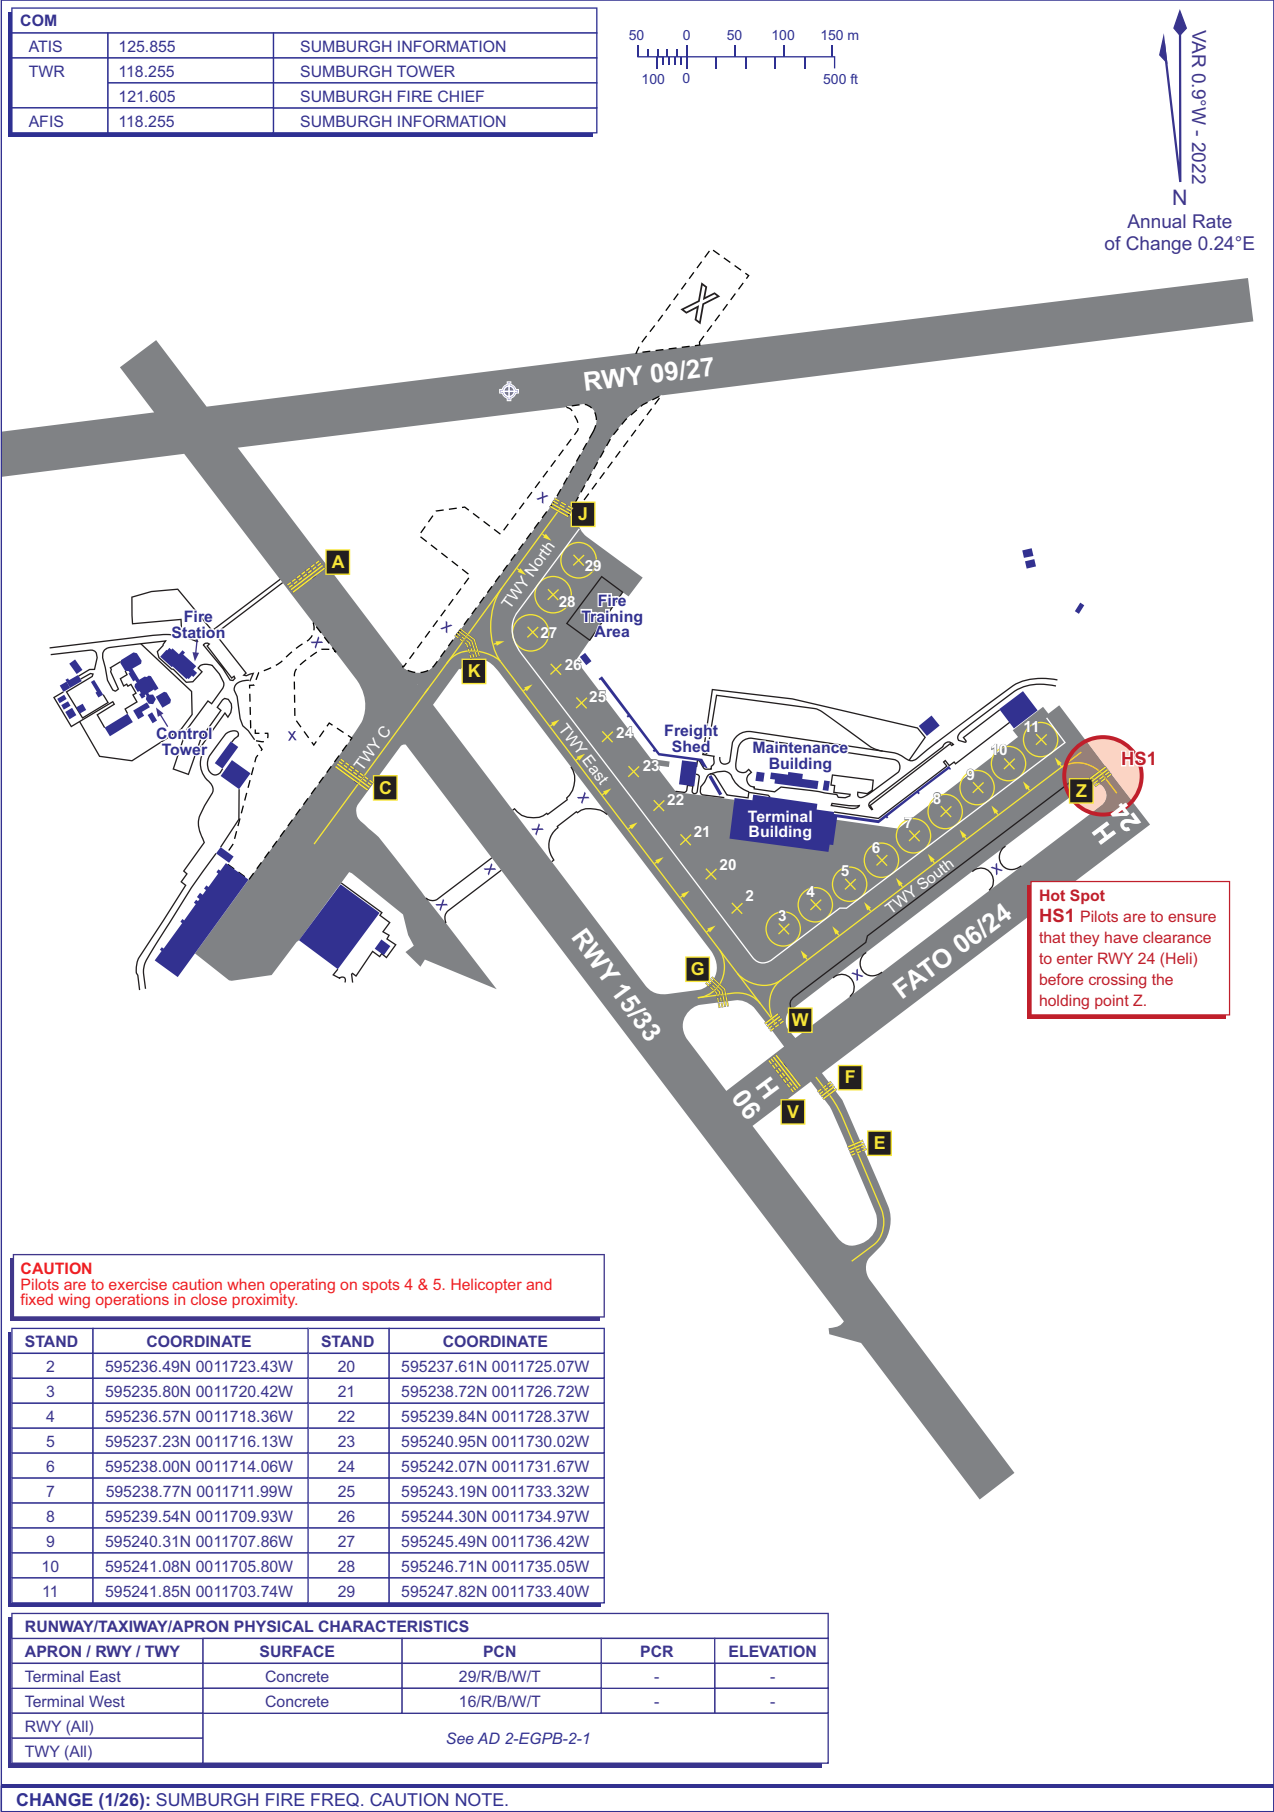 COM
ATIS 125.855 SUMBURGH INFORMATION
TWR 118.255 SUMBURGH TOWER
121.605 SUMBURGH FIRE CHIEF
AFIS 118.255 SUMBURGH INFORMATION
50 0 50 100 150 m
100 0 500 ft
VAR 0.9°W - 2022
N
Annual Rate
of Change 0.24°E
X
RWY 09/27
J
A
TWY North
29
28
27
Fire
Training
Area
Fire
Station
K
26
25
24
23
22
21
20
2
Control
Tower
TWY C
C
TWY East
Freight
Shed
Maintenance
Building
Terminal
Building
11
10
9
8
7
6
5
4
3
HS1
Z
24
H
TWY South
Hot Spot
HS1 Pilots are to ensure
that they have clearance
to enter RWY 24 (Heli)
before crossing the
holding point Z.
FATO 06/24
RWY 15/33
G
W
F
H
06
V
E
CAUTION
Pilots are to exercise caution when operating on spots 4 & 5. Helicopter and
fixed wing operations in close proximity.
STAND COORDINATE STAND COORDINATE
2 595236.49N 0011723.43W 20 595237.61N 0011725.07W
3 595235.80N 0011720.42W 21 595238.72N 0011726.72W
4 595236.57N 0011718.36W 22 595239.84N 0011728.37W
5 595237.23N 0011716.13W 23 595240.95N 0011730.02W
6 595238.00N 0011714.06W 24 595242.07N 0011731.67W
7 595238.77N 0011711.99W 25 595243.19N 0011733.32W
8 595239.54N 0011709.93W 26 595244.30N 0011734.97W
9 595240.31N 0011707.86W 27 595245.49N 0011736.42W
10 595241.08N 0011705.80W 28 595246.71N 0011735.05W
11 595241.85N 0011703.74W 29 595247.82N 0011733.40W
RUNWAY/TAXIWAY/APRON PHYSICAL CHARACTERISTICS
APRON / RWY / TWY SURFACE PCN PCR ELEVATION
Terminal East Concrete 29/R/B/W/T - -
Terminal West Concrete 16/R/B/W/T - -
RWY (All)
See AD 2-EGPB-2-1
TWY (All)
CHANGE (1/26): SUMBURGH FIRE FREQ. CAUTION NOTE.